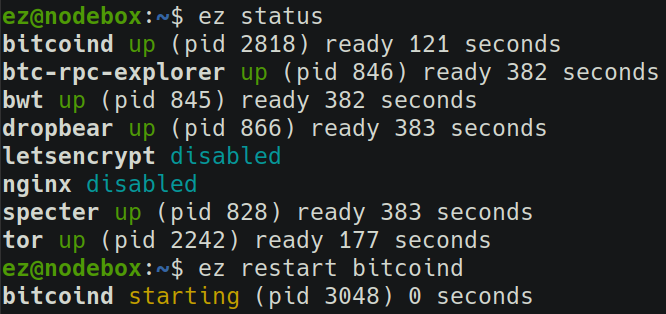 ez@nodebox:~$ ez status
bitcoind up (pid 2818) ready 121 seconds
btc-rpc-explorer up (pid 846) ready 382 seconds
bwt up (pid 845) ready 382 seconds
dropbear up (pid 866) ready 383 seconds
letsencrypt disabled
nginx disabled
specter up (pid 828) ready 383 seconds
tor up (pid 2242) ready 177 seconds
ez@nodebox:~$ ez restart bitcoind
bitcoind starting (pid 3048) 0 seconds